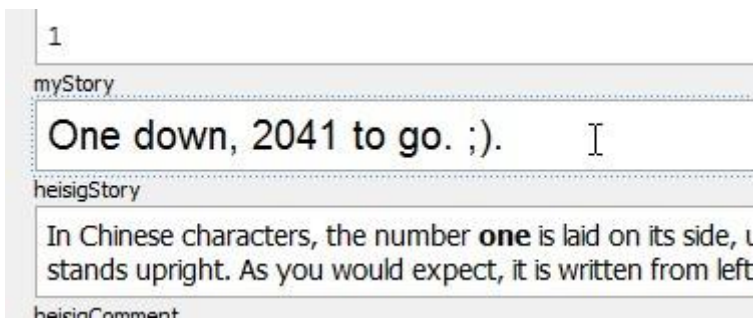 1
myStory
One down, 2041 to go. ;).
heisigStory
In Chinese characters, the number one is laid on its side,
stands upright. As you would expect, it is written from left
heisigComment